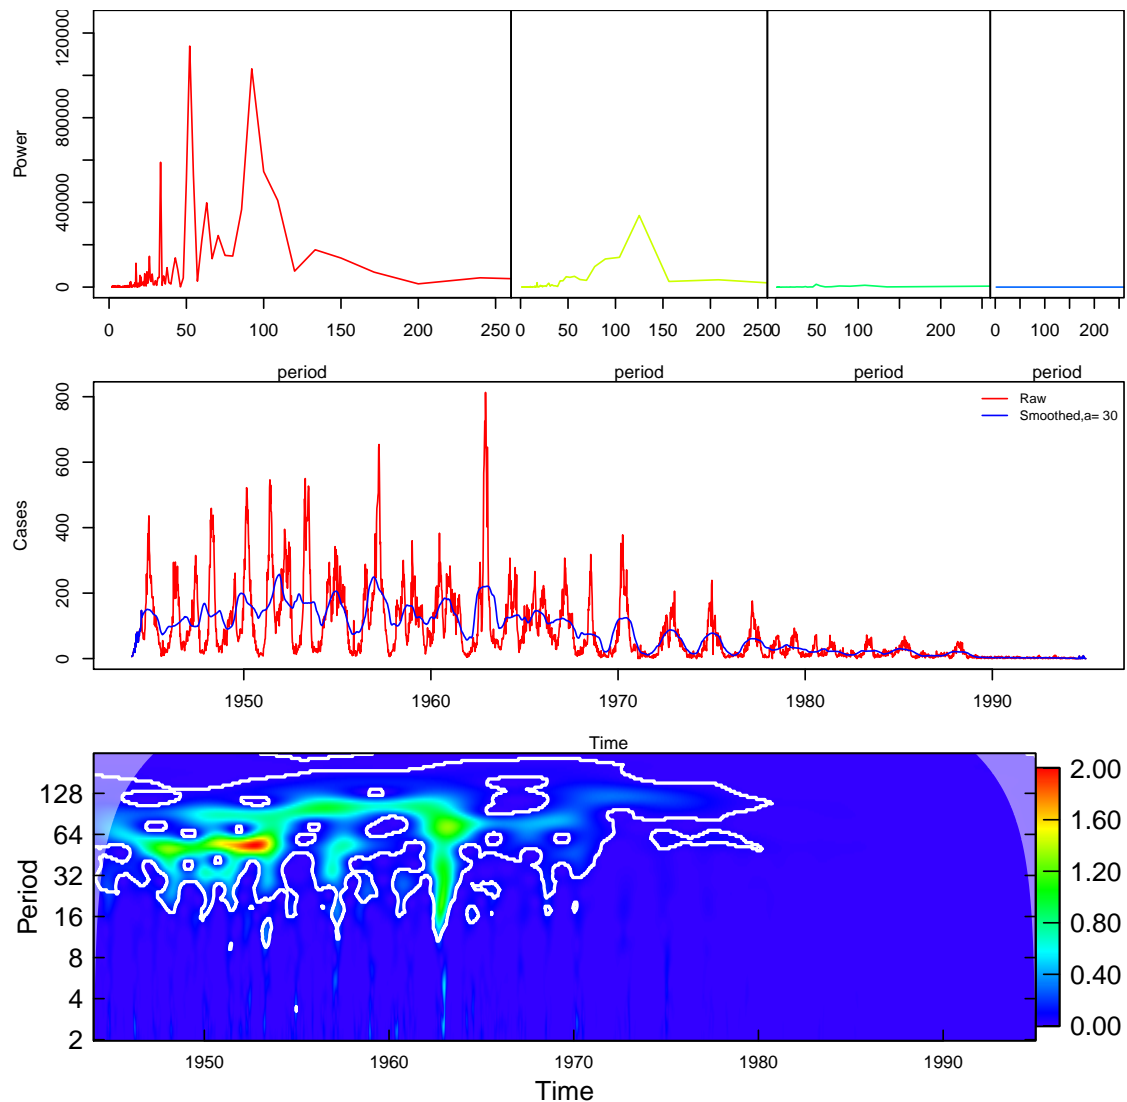 Power
0 400000 800000 120000
0 50 100 150 200 250
0 50 100 150 200 250
0 50 100 200
0 100 200
period period period period
Cases
0 200 400 600 800
Raw
Smoothed,a= 30
1950 1960 1970 1980 1990
Time
Period
128
64
32
16
8
4
2
2.00
1.60
1.20
0.80
0.40
0.00
1950 1960 1970 1980 1990
Time